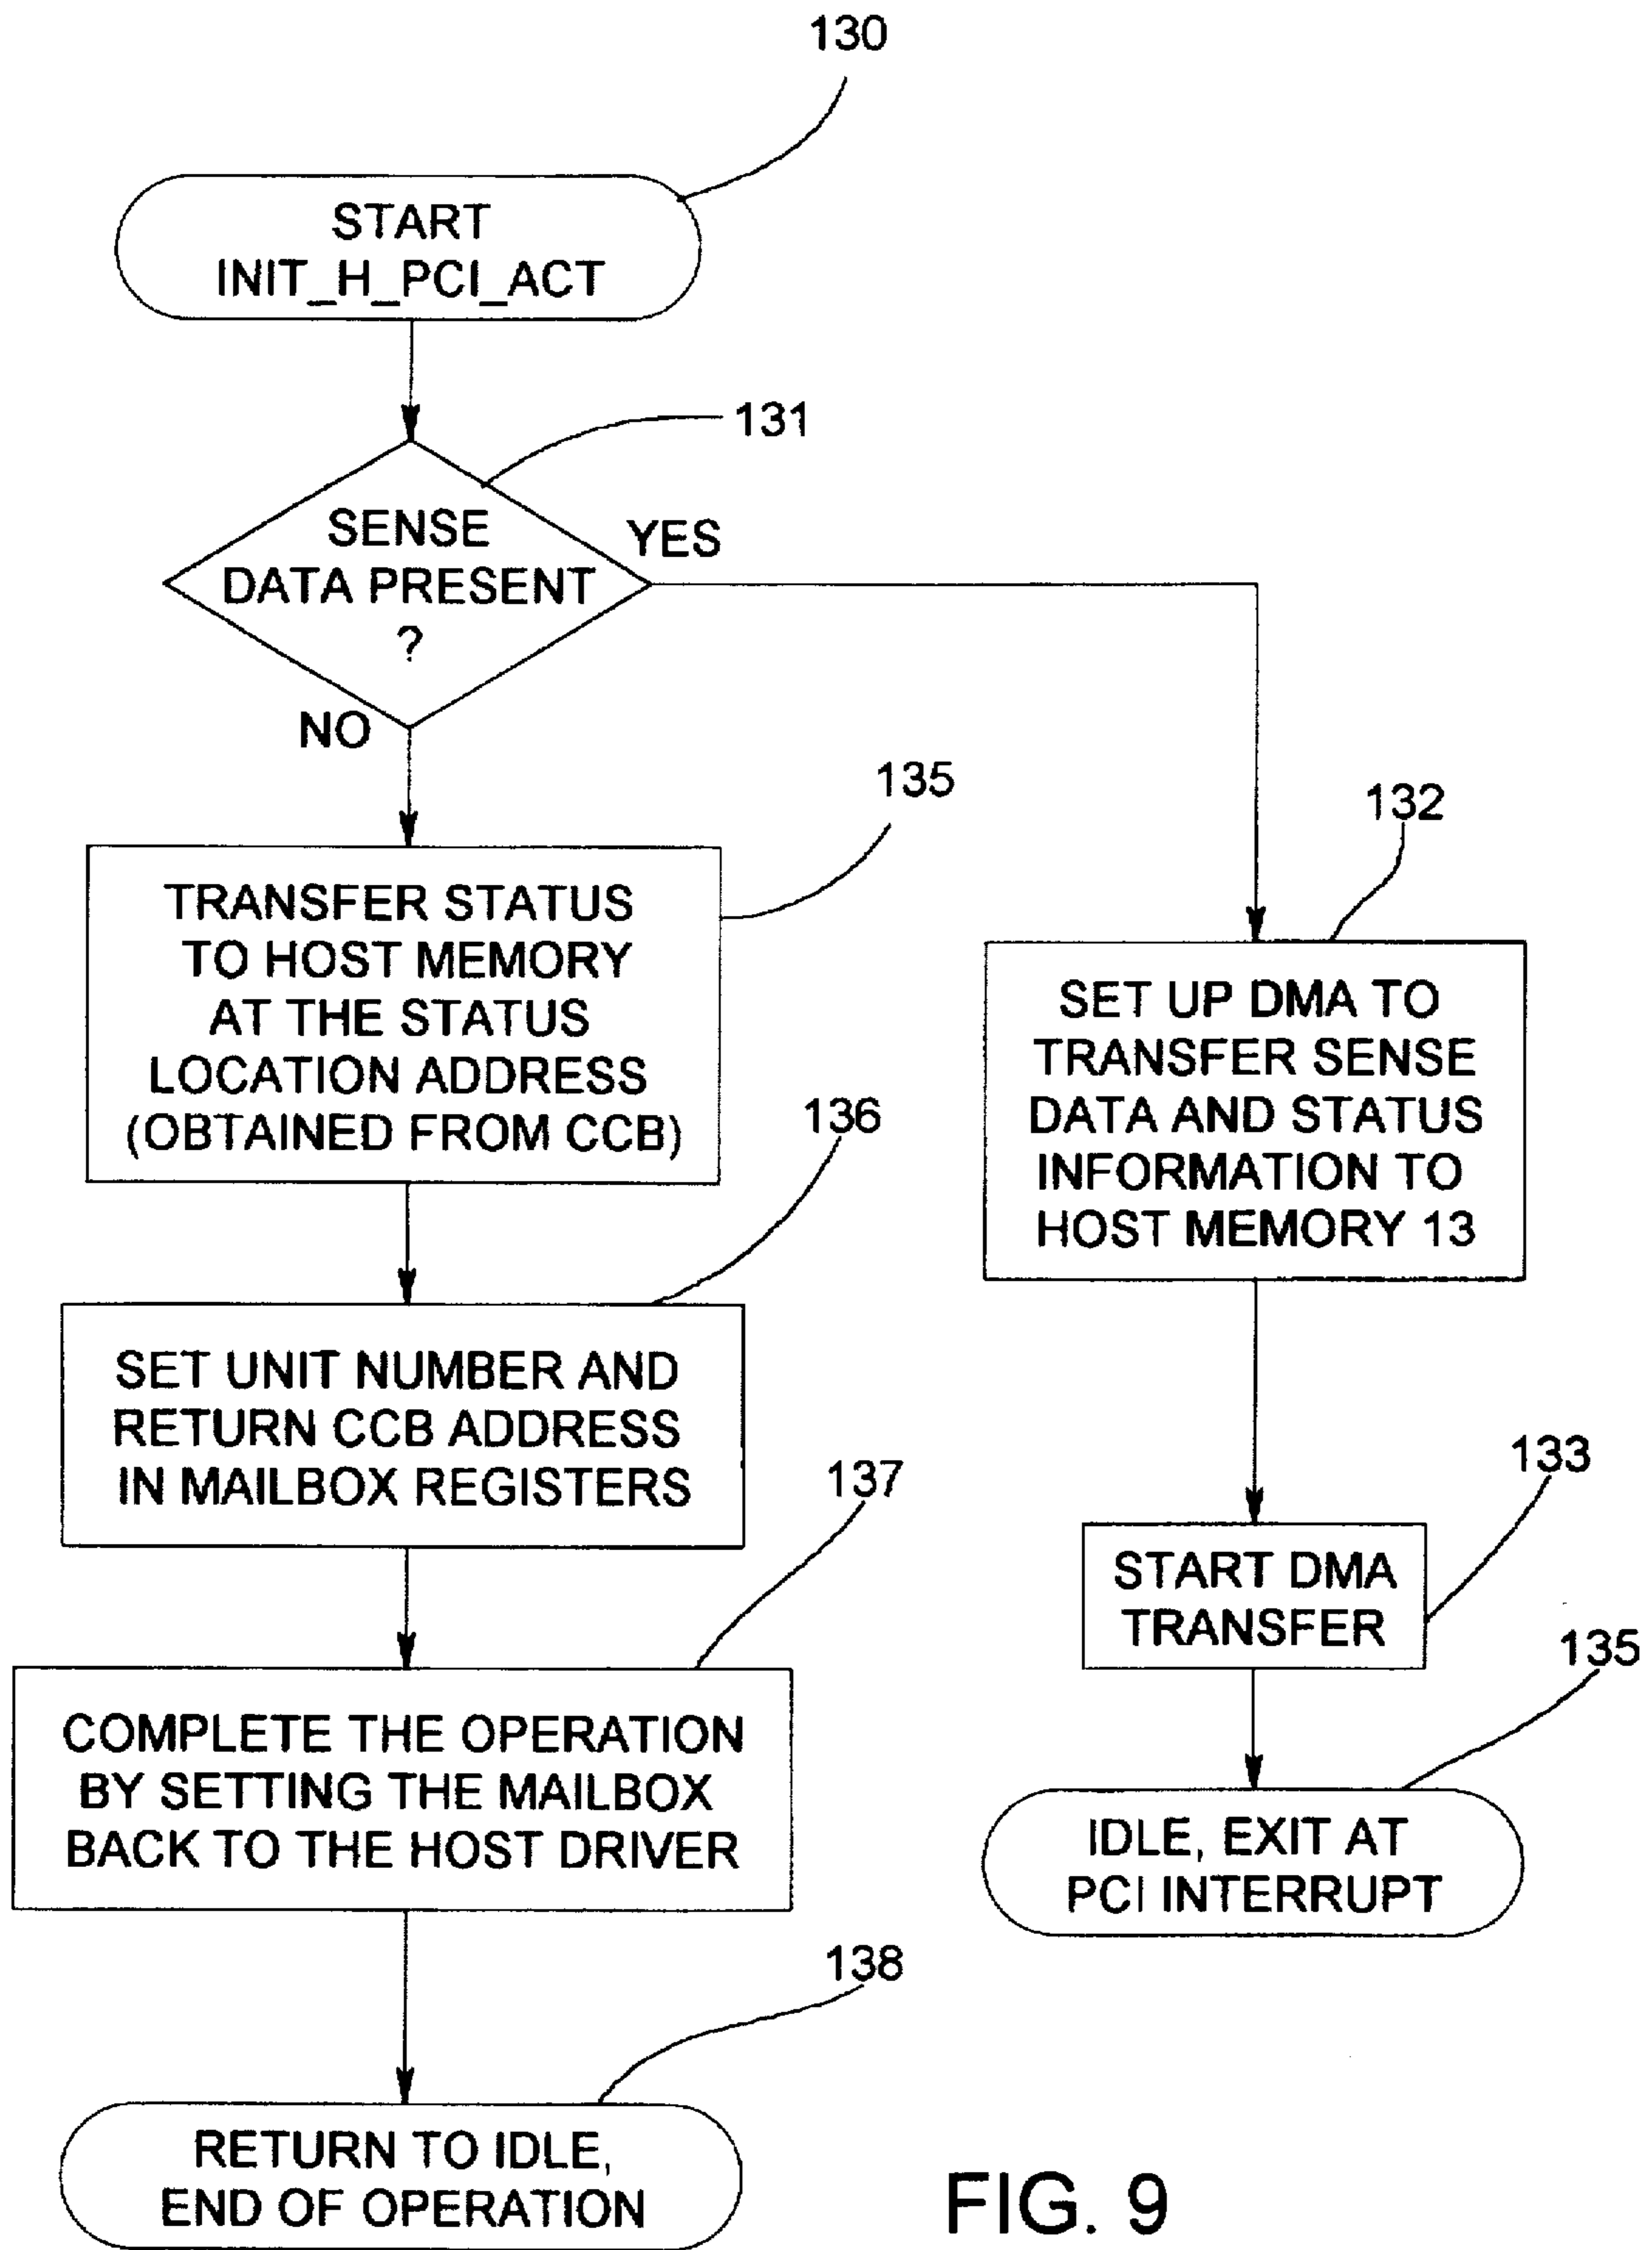 130
START
INIT_H_PCI_ACT
131
SENSE
DATA PRESENT
?
YES
NO
135
TRANSFER STATUS
TO HOST MEMORY
AT THE STATUS
LOCATION ADDRESS
(OBTAINED FROM CCB)
132
SET UP DMA TO
TRANSFER SENSE
DATA AND STATUS
INFORMATION TO
HOST MEMORY 13
136
SET UNIT NUMBER AND
RETURN CCB ADDRESS
IN MAILBOX REGISTERS
133
START DMA
TRANSFER
137
COMPLETE THE OPERATION
BY SETTING THE MAILBOX
BACK TO THE HOST DRIVER
135
IDLE, EXIT AT
PCI INTERRUPT
138
RETURN TO IDLE,
END OF OPERATION
FIG. 9